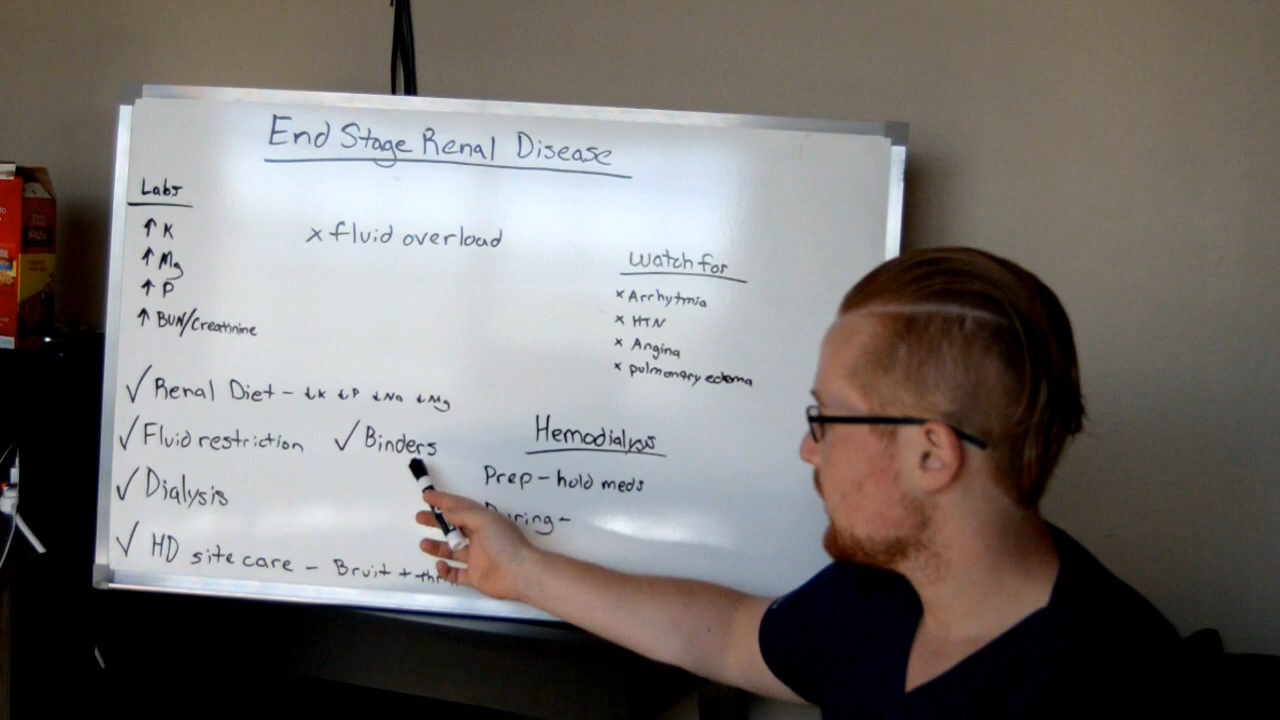 End Stage Renal Disease
Labs
↑ K
↑ Mg
↑ P
↑ BUN/Creatinine
x fluid overload
Watch for
x Arrhytmia
x HTN
x Angina
x pulmonary edema
✓ Renal Diet - ↓K ↓P ↓Na ↓Mg
✓ Fluid restriction ✓ Binders
✓ Dialysis
✓ HD site care - Bruit +
Hemodialysis
Prep - hold meds
During -